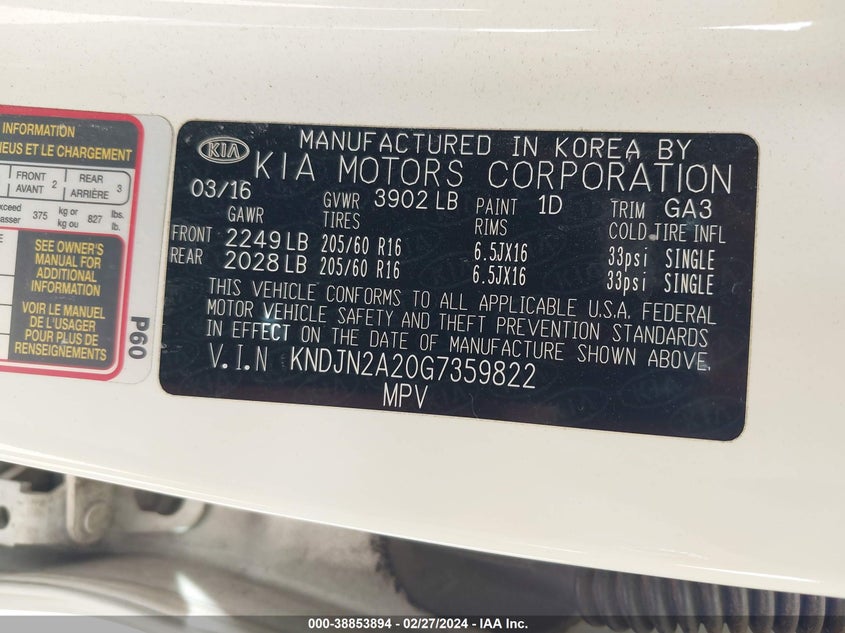 INFORMATION
NEUS ET LE CHARGEMENT
FRONT AVANT 2 REAR ARRIÈRE 3
xceed 375 kg or 827 lbs.
asser kg ou lb.
SEE OWNER'S
MANUAL FOR
ADDITIONAL
INFORMATION
VOIR LE MANUEL
DE L'USAGER
POUR PLUS DE
RENSEIGNEMENTS
P60
KIA
MANUFACTURED IN KOREA BY
KIA MOTORS CORPORATION
03/16 GVWR 3902 LB PAINT 1D TRIM GA3
GAWR TIRES RIMS COLD TIRE INFL
FRONT 2249 LB 205/60 R16 6.5JX16 33psi SINGLE
REAR 2028 LB 205/60 R16 6.5JX16 33psi SINGLE
THIS VEHICLE CONFORMS TO ALL APPLICABLE U.S.A. FEDERAL
MOTOR VEHICLE SAFETY AND THEFT PREVENTION STANDARDS
IN EFFECT ON THE DATE OF MANUFACTURE SHOWN ABOVE.
V.I.N KNDJN2A20G7359822
MPV
000-38853894 - 02/27/2024 - IAA Inc.